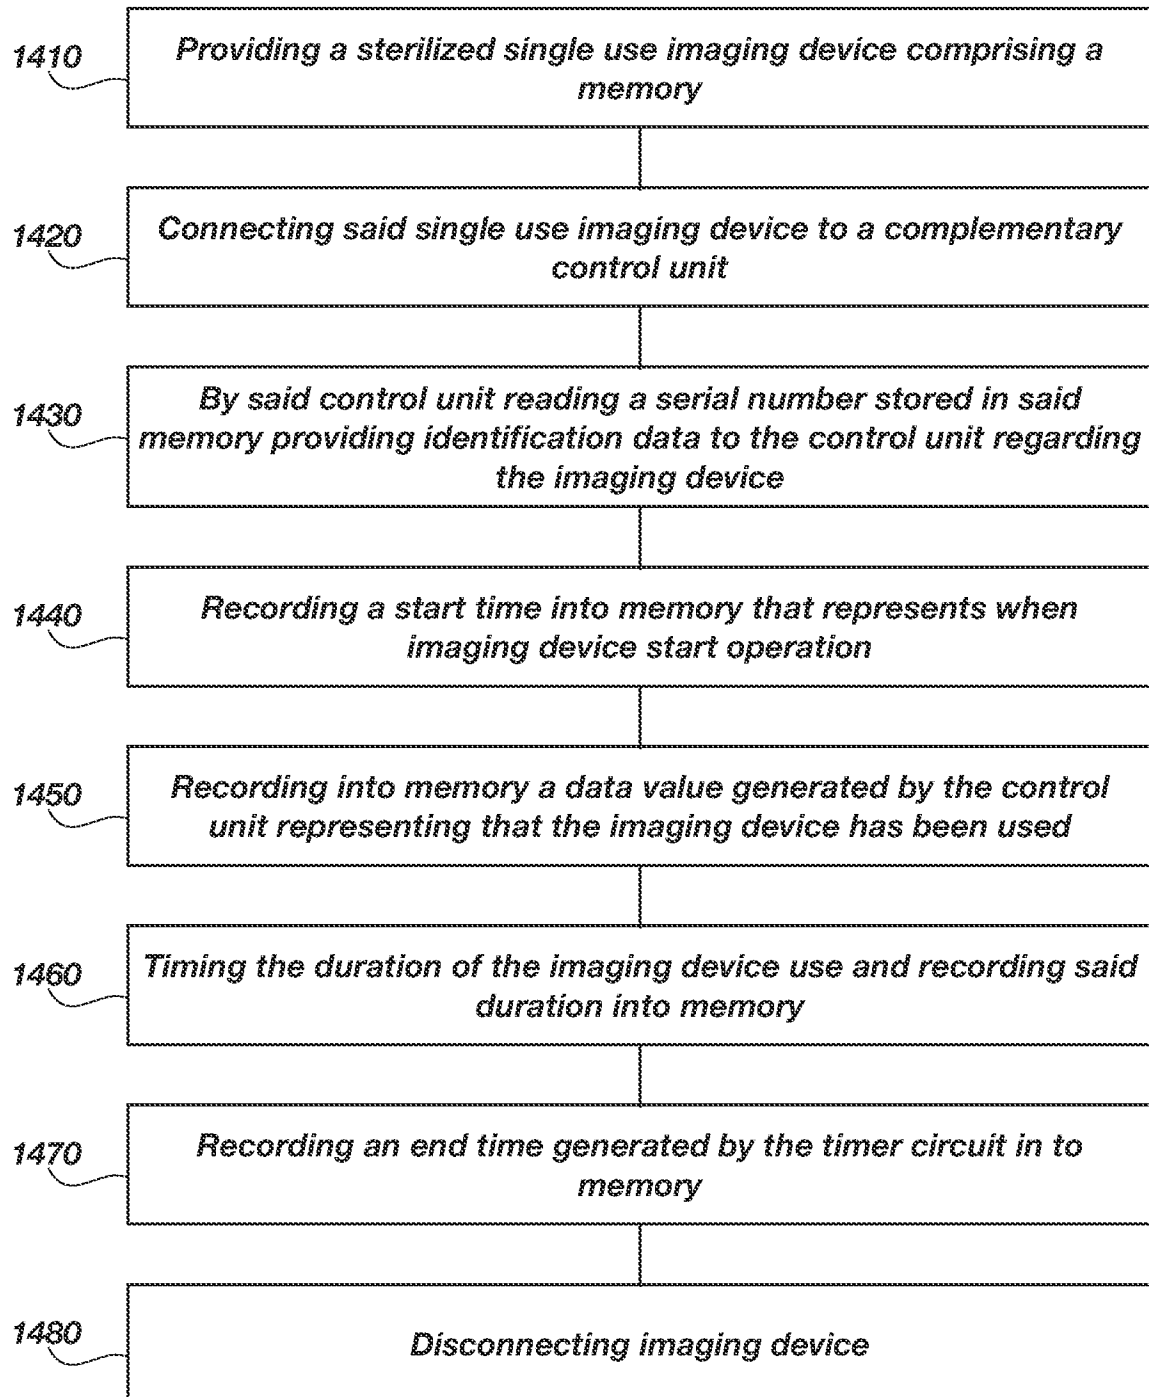 1410
Providing a sterilized single use imaging device comprising a
memory
1420
Connecting said single use imaging device to a complementary
control unit
1430
By said control unit reading a serial number stored in said
memory providing identification data to the control unit regarding
the imaging device
1440
Recording a start time into memory that represents when
imaging device start operation
1450
Recording into memory a data value generated by the control
unit representing that the imaging device has been used
1460
Timing the duration of the imaging device use and recording said
duration into memory
1470
Recording an end time generated by the timer circuit in to
memory
1480
Disconnecting imaging device